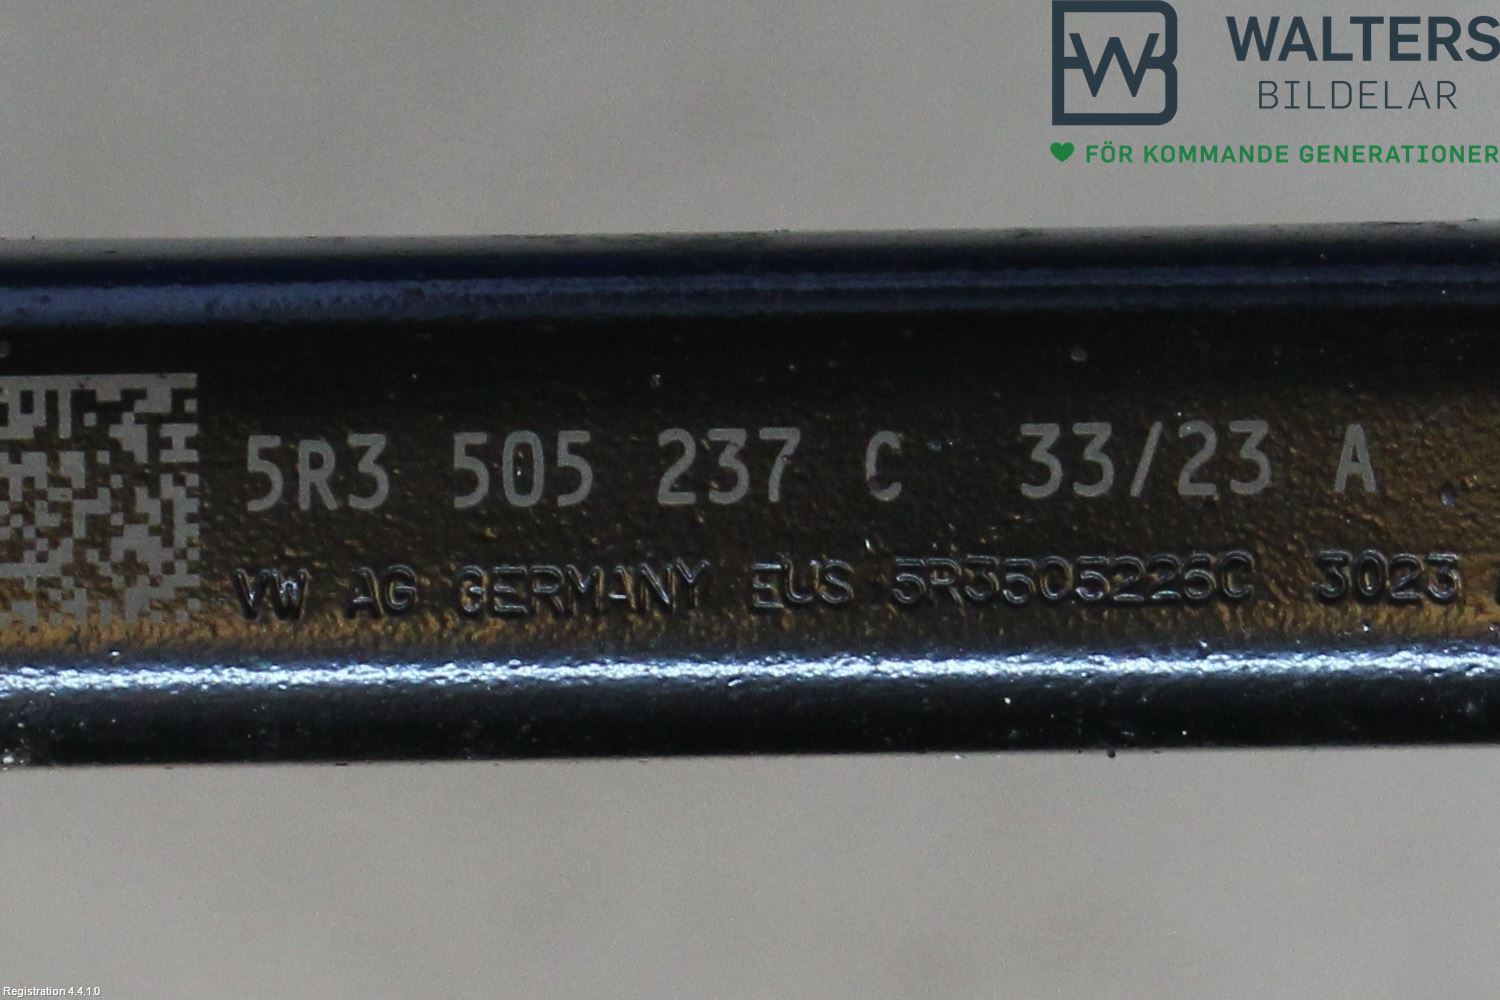 WALTERS
BILDELAR
FÖR KOMMANDE GENERATIONER
5R3 505 237 C 33/23 A
VW AG GERMANY EUS 5R3505225C 3023
Registration 4.4.1.0